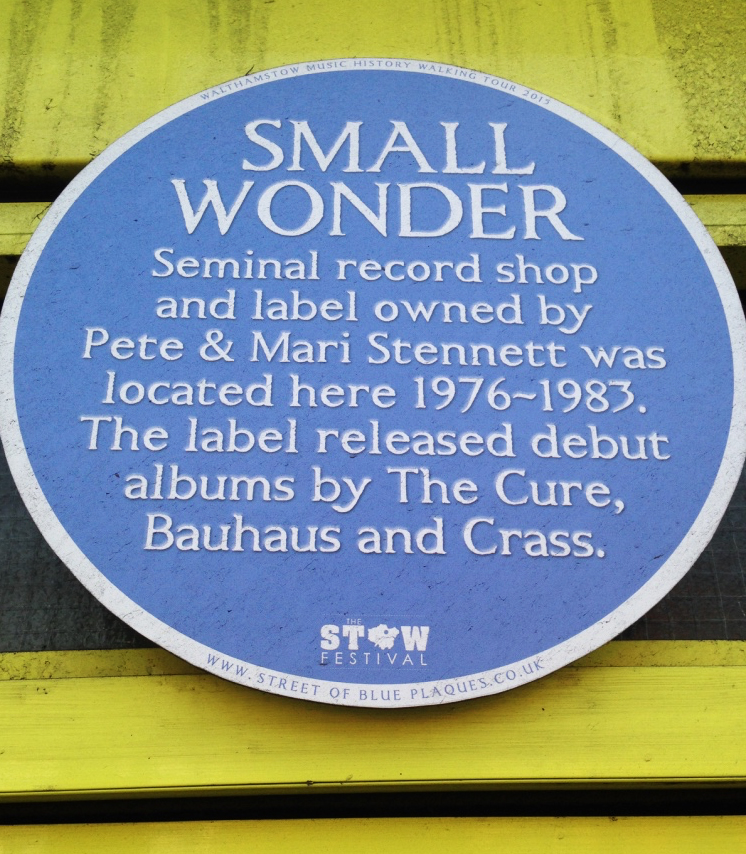 WALTHAMSTOW MUSIC HISTORY WALKING TOUR 2015
SMALL
WONDER
Seminal record shop
and label owned by
Pete & Mari Stennett was
located here 1976~1983.
The label released debut
albums by The Cure,
Bauhaus and Crass.
THE
STOW
FESTIVAL
WWW. STREET OF BLUE PLAQUES.CO.UK